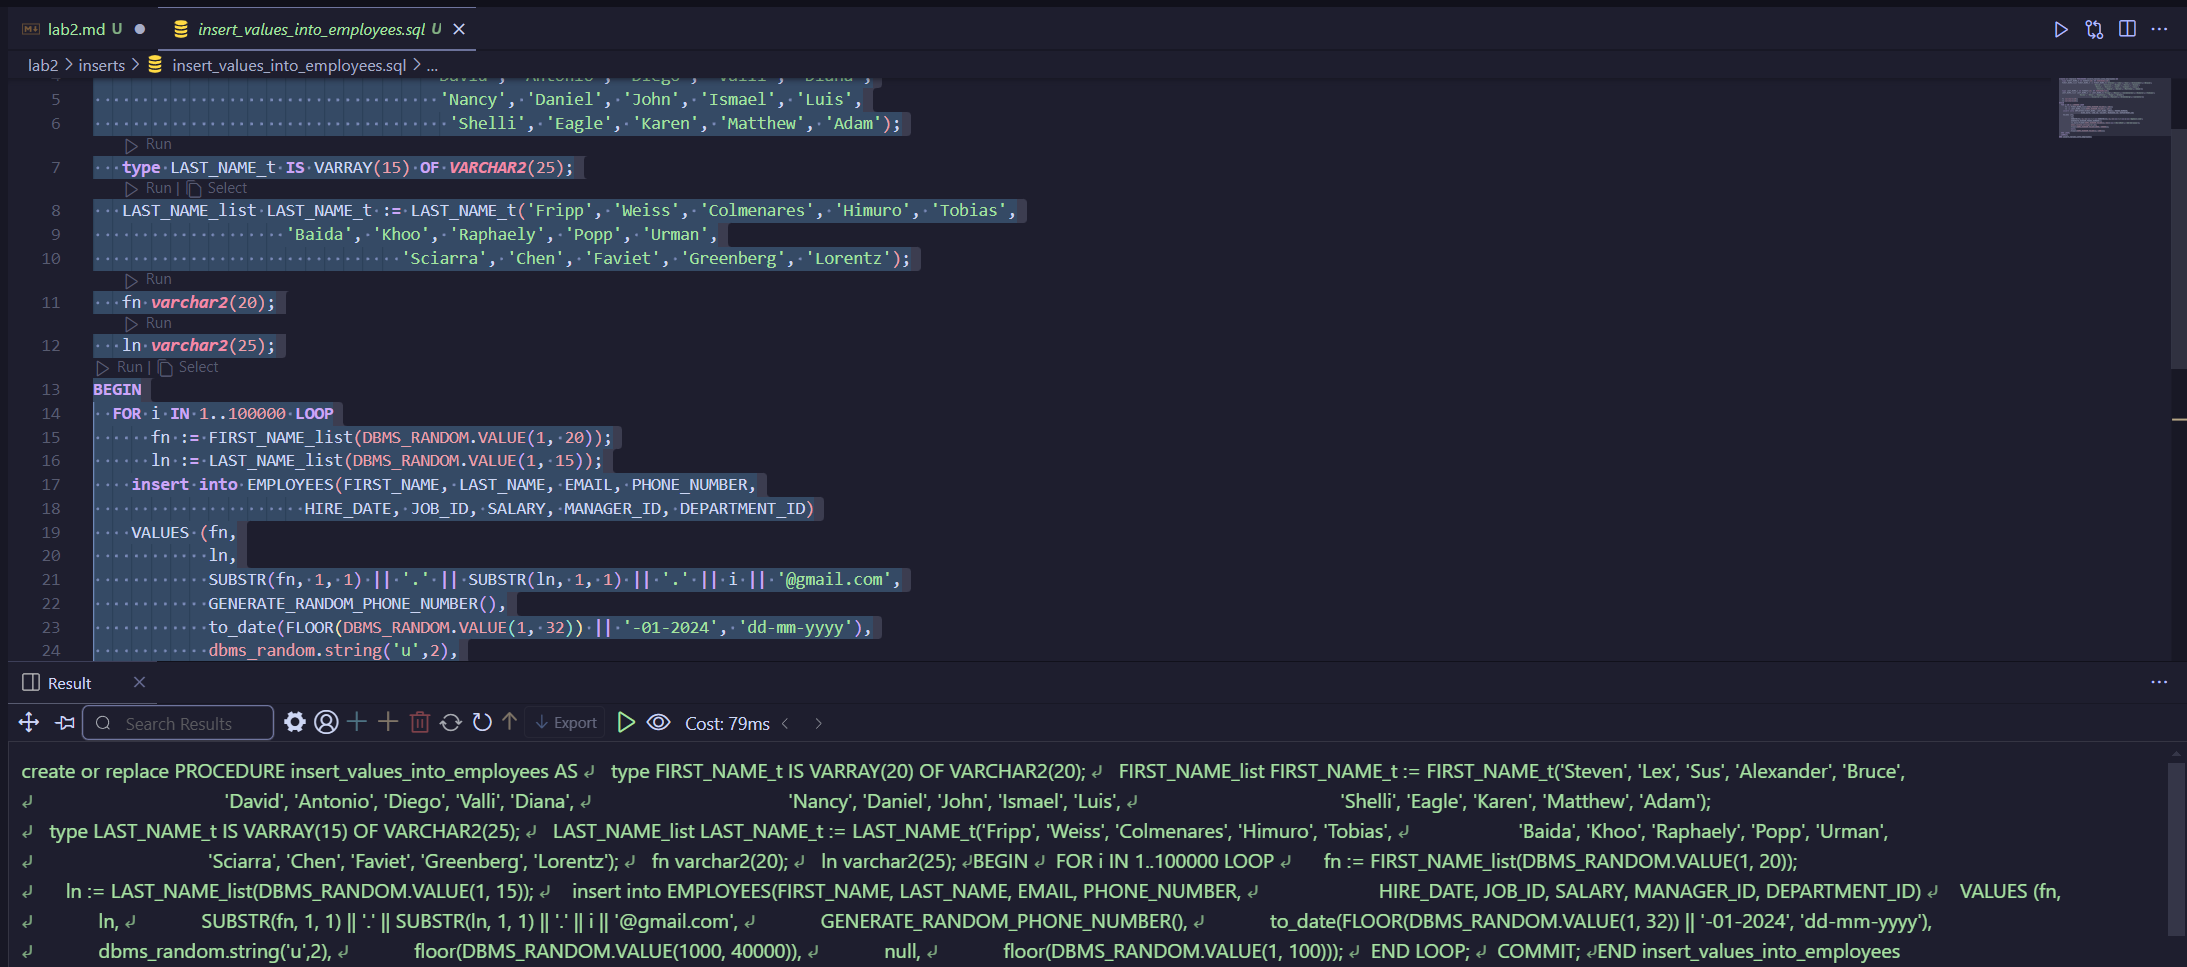 lab2.md U
insert_values_into_employees.sql U
lab2 > inserts > insert_values_into_employees.sql > ...
4 'David', 'Antonio', 'Diego', 'Valli', 'Diana',
5 'Nancy', 'Daniel', 'John', 'Ismael', 'Luis',
6 'Shelli', 'Eagle', 'Karen', 'Matthew', 'Adam');
Run
7 type LAST_NAME_t IS VARRAY(15) OF VARCHAR2(25);
Run | Select
8 LAST_NAME_list LAST_NAME_t := LAST_NAME_t('Fripp', 'Weiss', 'Colmenares', 'Himuro', 'Tobias',
9 'Baida', 'Khoo', 'Raphaely', 'Popp', 'Urman',
10 'Sciarra', 'Chen', 'Faviet', 'Greenberg', 'Lorentz');
Run
11 fn varchar2(20);
Run
12 ln varchar2(25);
Run | Select
13 BEGIN
14 FOR i IN 1..100000 LOOP
15 fn := FIRST_NAME_list(DBMS_RANDOM.VALUE(1, 20));
16 ln := LAST_NAME_list(DBMS_RANDOM.VALUE(1, 15));
17 insert into EMPLOYEES(FIRST_NAME, LAST_NAME, EMAIL, PHONE_NUMBER,
18 HIRE_DATE, JOB_ID, SALARY, MANAGER_ID, DEPARTMENT_ID)
19 VALUES (fn,
20 ln,
21 SUBSTR(fn, 1, 1) || '.' || SUBSTR(ln, 1, 1) || '.' || i || '@gmail.com',
22 GENERATE_RANDOM_PHONE_NUMBER(),
23 to_date(FLOOR(DBMS_RANDOM.VALUE(1, 32)) || '-01-2024', 'dd-mm-yyyy'),
24 dbms_random.string('u',2),
Result
Search Results
Export
Cost: 79ms
create or replace PROCEDURE insert_values_into_employees AS ↲ type FIRST_NAME_t IS VARRAY(20) OF VARCHAR2(20); ↲ FIRST_NAME_list FIRST_NAME_t := FIRST_NAME_t('Steven', 'Lex', 'Sus', 'Alexander', 'Bruce',
↲ 'David', 'Antonio', 'Diego', 'Valli', 'Diana', ↲ 'Nancy', 'Daniel', 'John', 'Ismael', 'Luis', ↲ 'Shelli', 'Eagle', 'Karen', 'Matthew', 'Adam');
↲ type LAST_NAME_t IS VARRAY(15) OF VARCHAR2(25); ↲ LAST_NAME_list LAST_NAME_t := LAST_NAME_t('Fripp', 'Weiss', 'Colmenares', 'Himuro', 'Tobias', ↲ 'Baida', 'Khoo', 'Raphaely', 'Popp', 'Urman',
↲ 'Sciarra', 'Chen', 'Faviet', 'Greenberg', 'Lorentz'); ↲ fn varchar2(20); ↲ ln varchar2(25); ↲BEGIN ↲ FOR i IN 1..100000 LOOP ↲ fn := FIRST_NAME_list(DBMS_RANDOM.VALUE(1, 20));
↲ ln := LAST_NAME_list(DBMS_RANDOM.VALUE(1, 15)); ↲ insert into EMPLOYEES(FIRST_NAME, LAST_NAME, EMAIL, PHONE_NUMBER, ↲ HIRE_DATE, JOB_ID, SALARY, MANAGER_ID, DEPARTMENT_ID) ↲ VALUES (fn,
↲ ln, ↲ SUBSTR(fn, 1, 1) || '.' || SUBSTR(ln, 1, 1) || '.' || i || '@gmail.com', ↲ GENERATE_RANDOM_PHONE_NUMBER(), ↲ to_date(FLOOR(DBMS_RANDOM.VALUE(1, 32)) || '-01-2024', 'dd-mm-yyyy'),
↲ dbms_random.string('u',2), ↲ floor(DBMS_RANDOM.VALUE(1000, 40000)), ↲ null, ↲ floor(DBMS_RANDOM.VALUE(1, 100))); ↲ END LOOP; ↲ COMMIT; ↲END insert_values_into_employees